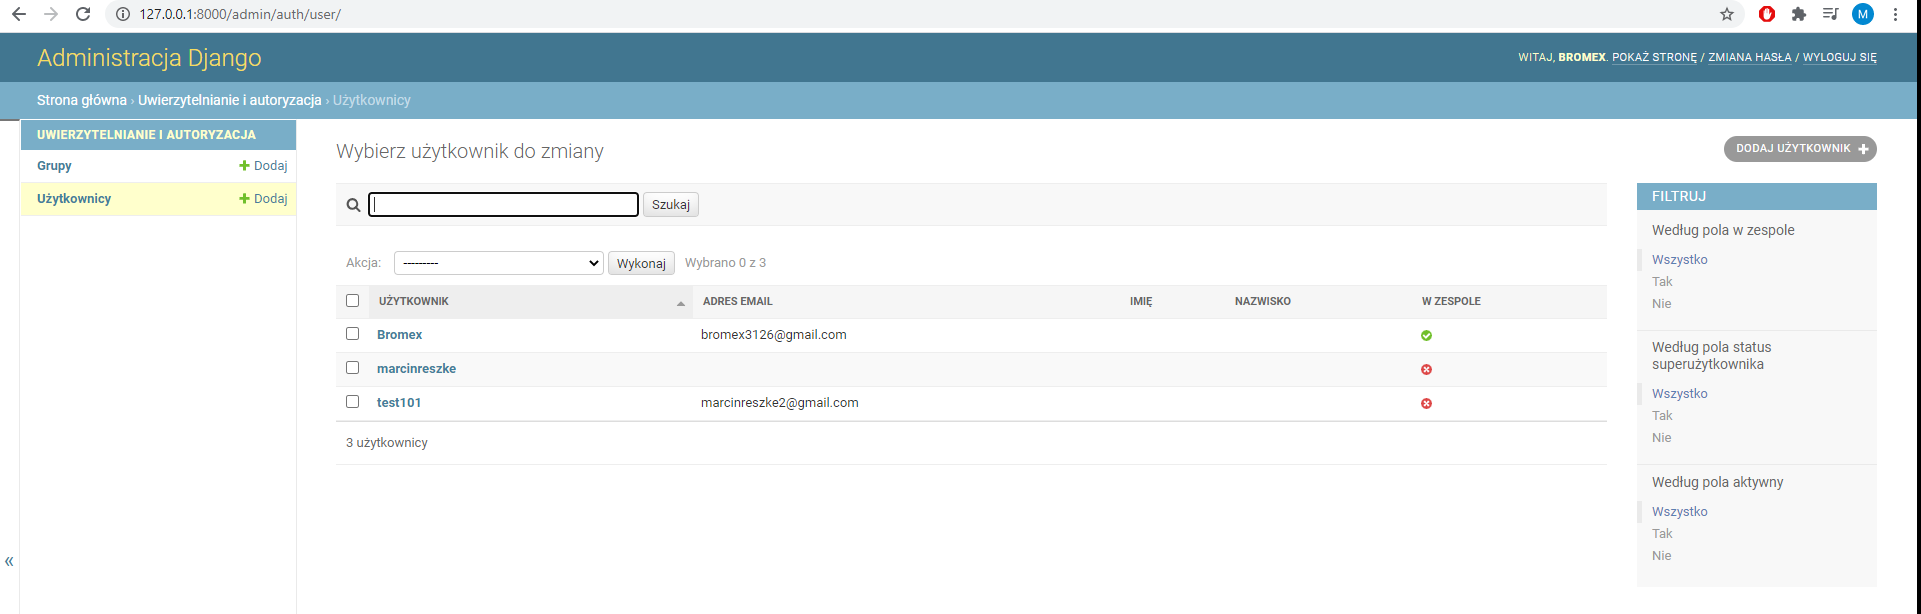 127.0.0.1:8000/admin/auth/user/
M
Administracja Django
WITAJ, BROMEX. POKAŻ STRONĘ / ZMIANA HASŁA / WYLOGUJ SIĘ
Strona główna › Uwierzytelnianie i autoryzacja › Użytkownicy
UWIERZYTELNIANIE I AUTORYZACJA
Grupy + Dodaj
Użytkownicy + Dodaj
«
Wybierz użytkownik do zmiany
DODAJ UŻYTKOWNIK +
Szukaj
Akcja: --------- Wykonaj Wybrano 0 z 3
UŻYTKOWNIK ADRES EMAIL IMIĘ NAZWISKO W ZESPOLE
Bromex bromex3126@gmail.com
marcinreszke
test101 marcinreszke2@gmail.com
3 użytkownicy
FILTRUJ
Według pola w zespole
Wszystko
Tak
Nie
Według pola status
superużytkownika
Wszystko
Tak
Nie
Według pola aktywny
Wszystko
Tak
Nie